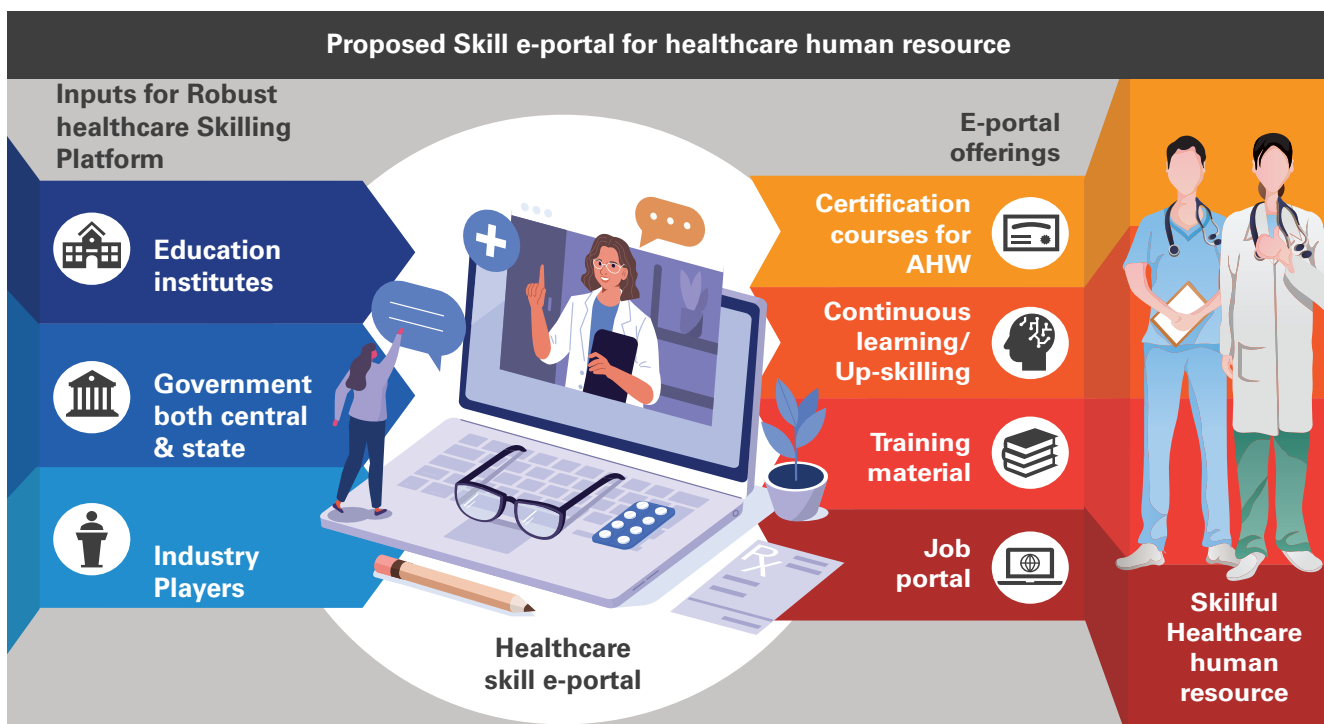 Proposed Skill e-portal for healthcare human resource
Inputs for Robust
healthcare Skilling
Platform
Education
institutes
Government
both central
& state
Industry
Players
Healthcare
skill e-portal
RX
E-portal
offerings
Certification
courses for
AHW
Continuous
learning/
Up-skilling
Training
material
Job
portal
Skillful
Healthcare
human
resource